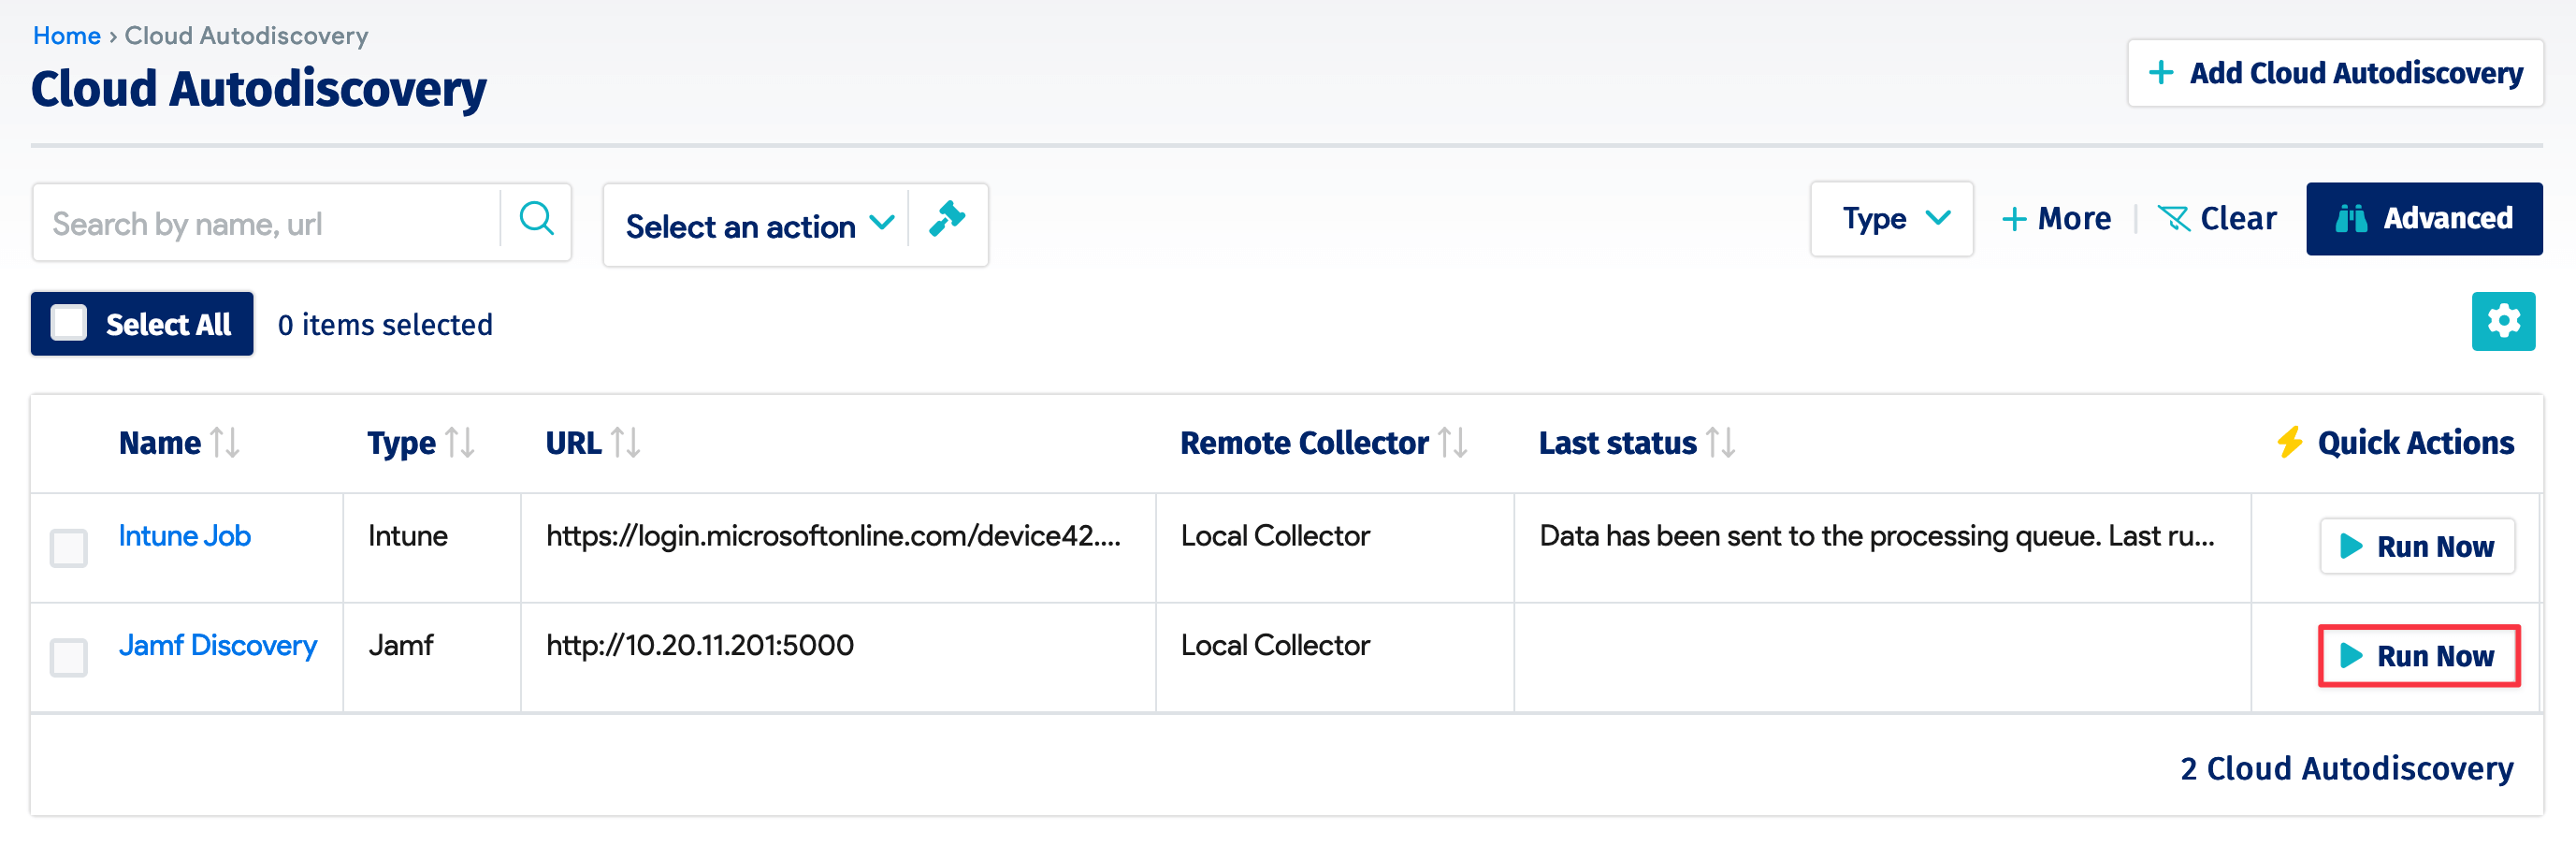 Home › Cloud Autodiscovery
Cloud Autodiscovery
+ Add Cloud Autodiscovery
Search by name, url
Select an action
Type
+ More
Clear
Advanced
Select All
0 items selected
Name Type URL Remote Collector Last status Quick Actions
Intune Job Intune https://login.microsoftonline.com/device42.... Local Collector Data has been sent to the processing queue. Last ru... Run Now
Jamf Discovery Jamf http://10.20.11.201:5000 Local Collector Run Now
2 Cloud Autodiscovery